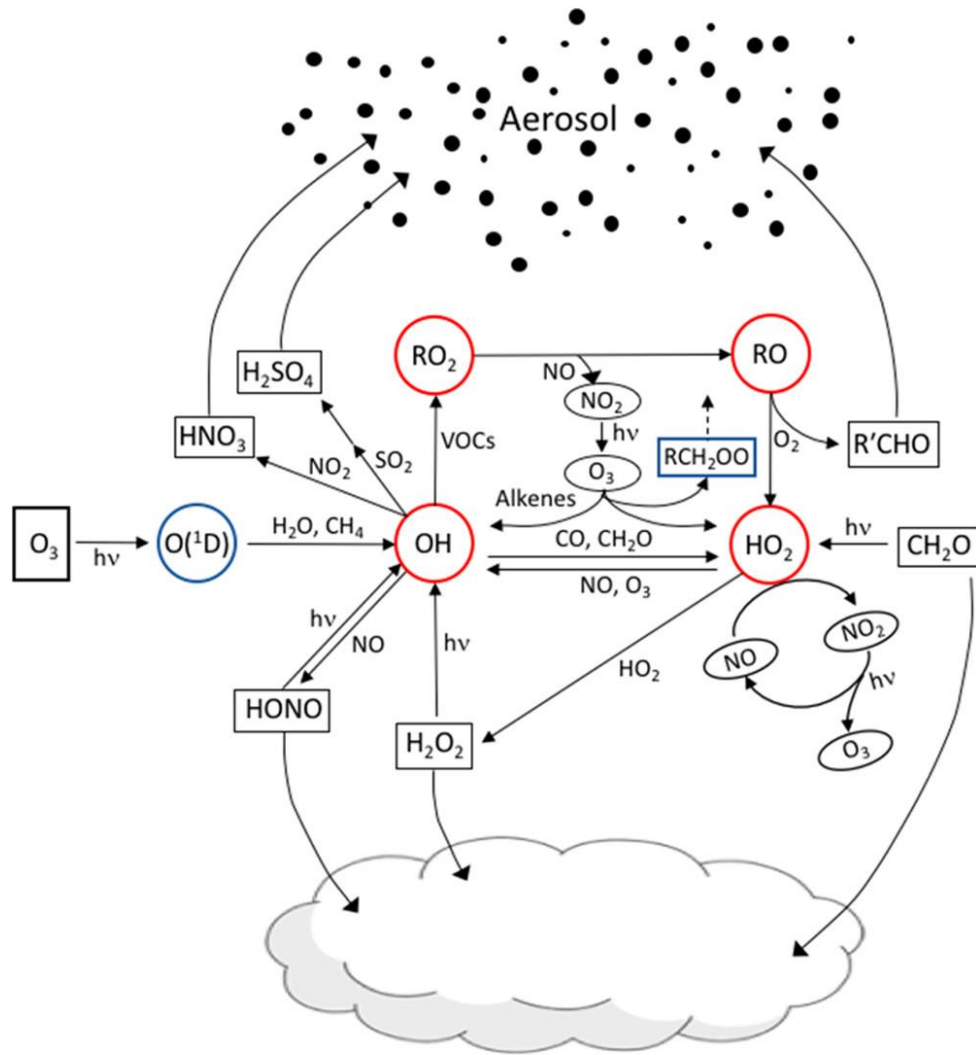 Aerosol
RO₂
RO
NO
NO₂
H₂SO₄
HNO₃
VOCs
hν
O₂
R′CHO
RCH₂OO
SO₂
NO₂
O₃
Alkenes
O₃
hν
O(¹D)
H₂O, CH₄
OH
CO, CH₂O
NO, O₃
HO₂
hν
CH₂O
hν
NO
hν
HO₂
NO
NO₂
hν
O₃
HONO
H₂O₂